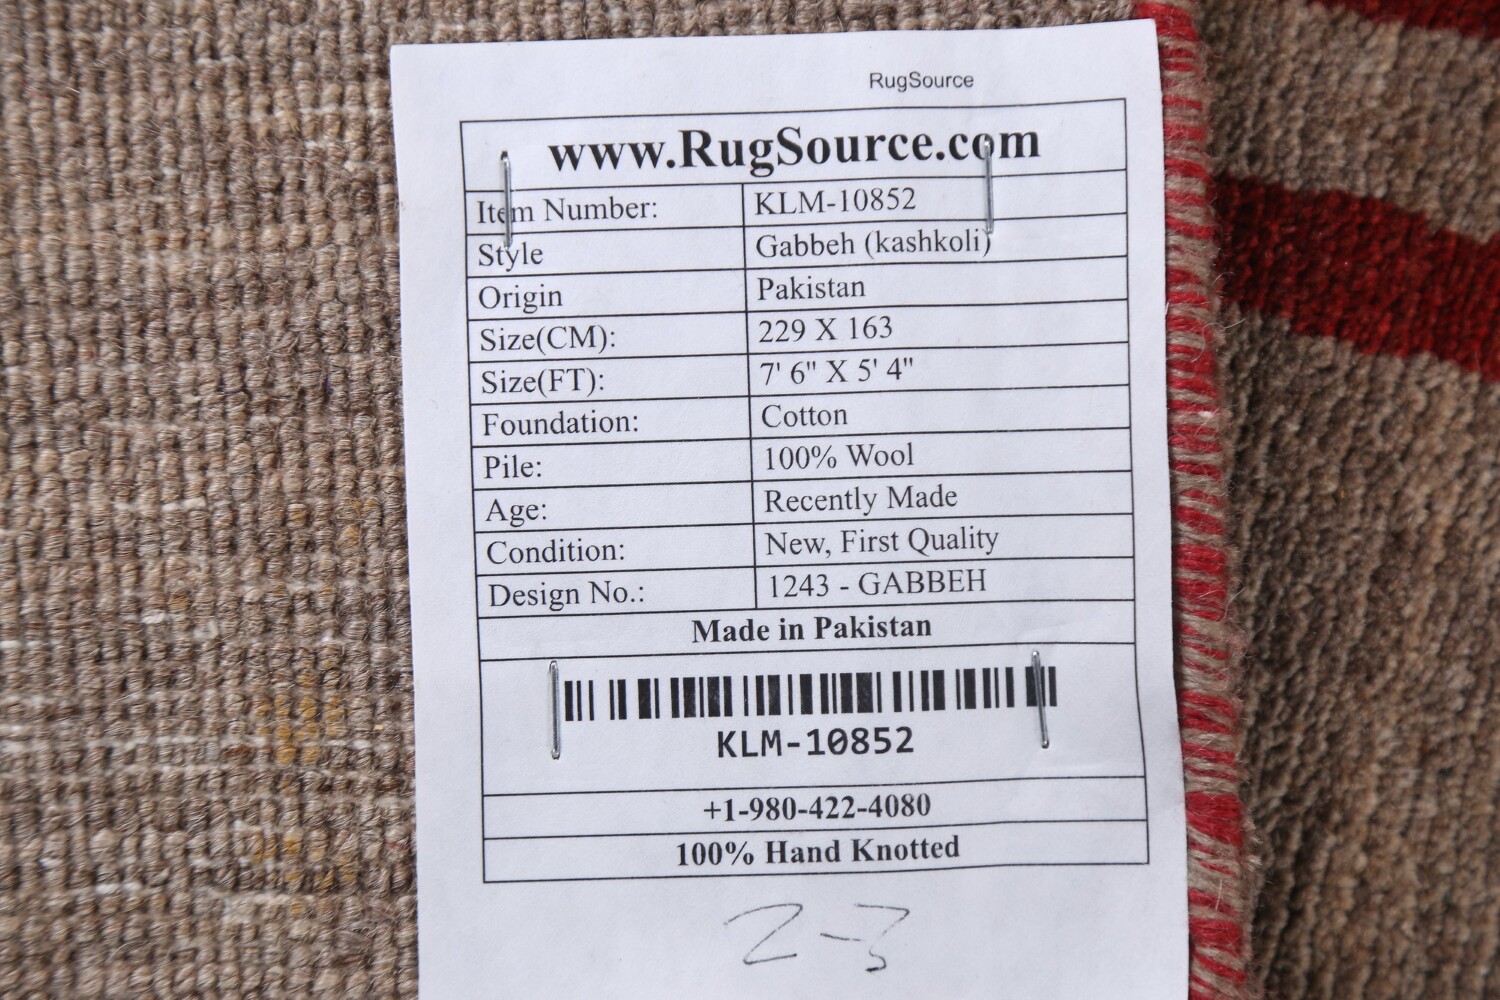 RugSource
www.RugSource.com
Item Number: KLM-10852
Style Gabbeh (kashkoli)
Origin Pakistan
Size(CM): 229 X 163
Size(FT): 7' 6" X 5' 4"
Foundation: Cotton
Pile: 100% Wool
Age: Recently Made
Condition: New, First Quality
Design No.: 1243 - GABBEH
Made in Pakistan
KLM-10852
+1-980-422-4080
100% Hand Knotted
2-3